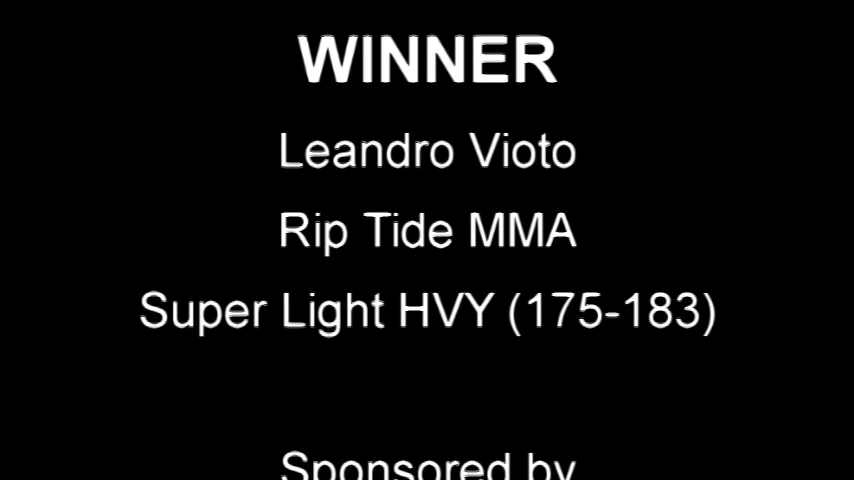 WINNER
Leandro Vioto
Rip Tide MMA
Super Light HVY (175-183)
Sponsored by